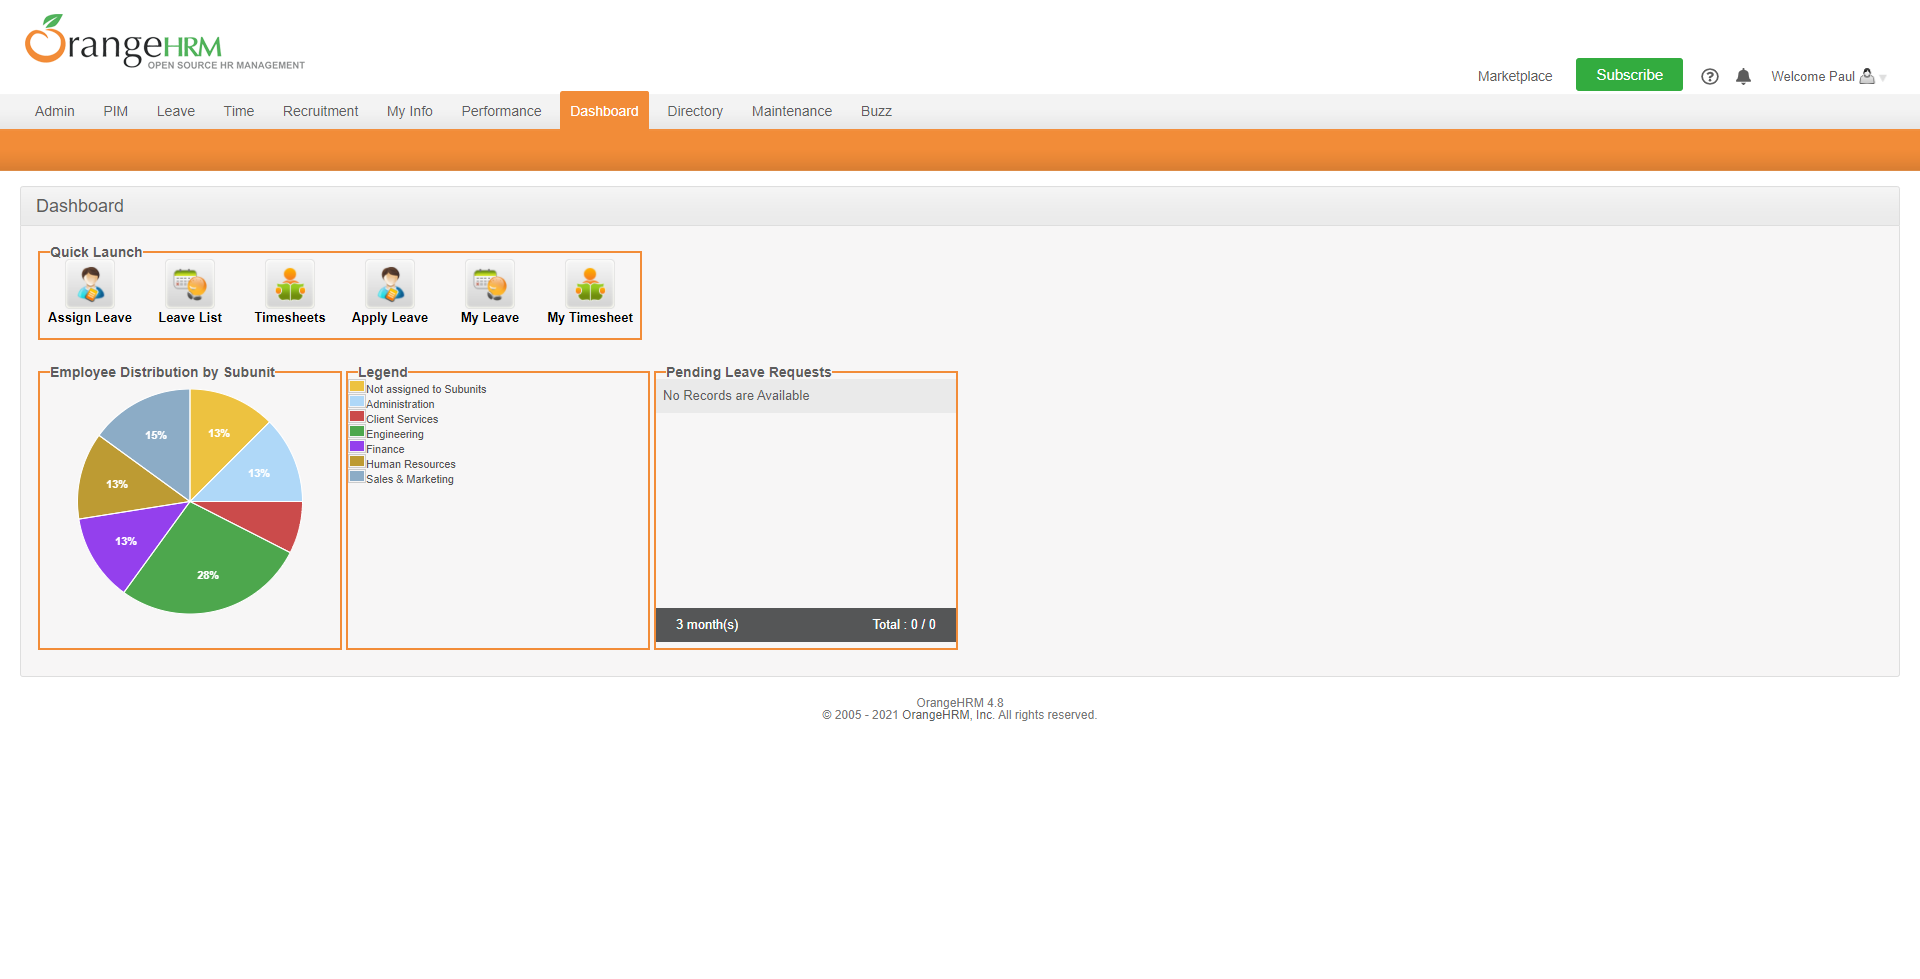 OrangeHRM
OPEN SOURCE HR MANAGEMENT
Marketplace
Subscribe
Welcome Paul
Admin PIM Leave Time Recruitment My Info Performance Dashboard Directory Maintenance Buzz
Dashboard
Quick Launch
Assign Leave Leave List Timesheets Apply Leave My Leave My Timesheet
Employee Distribution by Subunit
13%
13%
28%
13%
13%
15%
Legend
Not assigned to Subunits
Administration
Client Services
Engineering
Finance
Human Resources
Sales & Marketing
Pending Leave Requests
No Records are Available
3 month(s) Total : 0 / 0
OrangeHRM 4.8
© 2005 - 2021 OrangeHRM, Inc. All rights reserved.